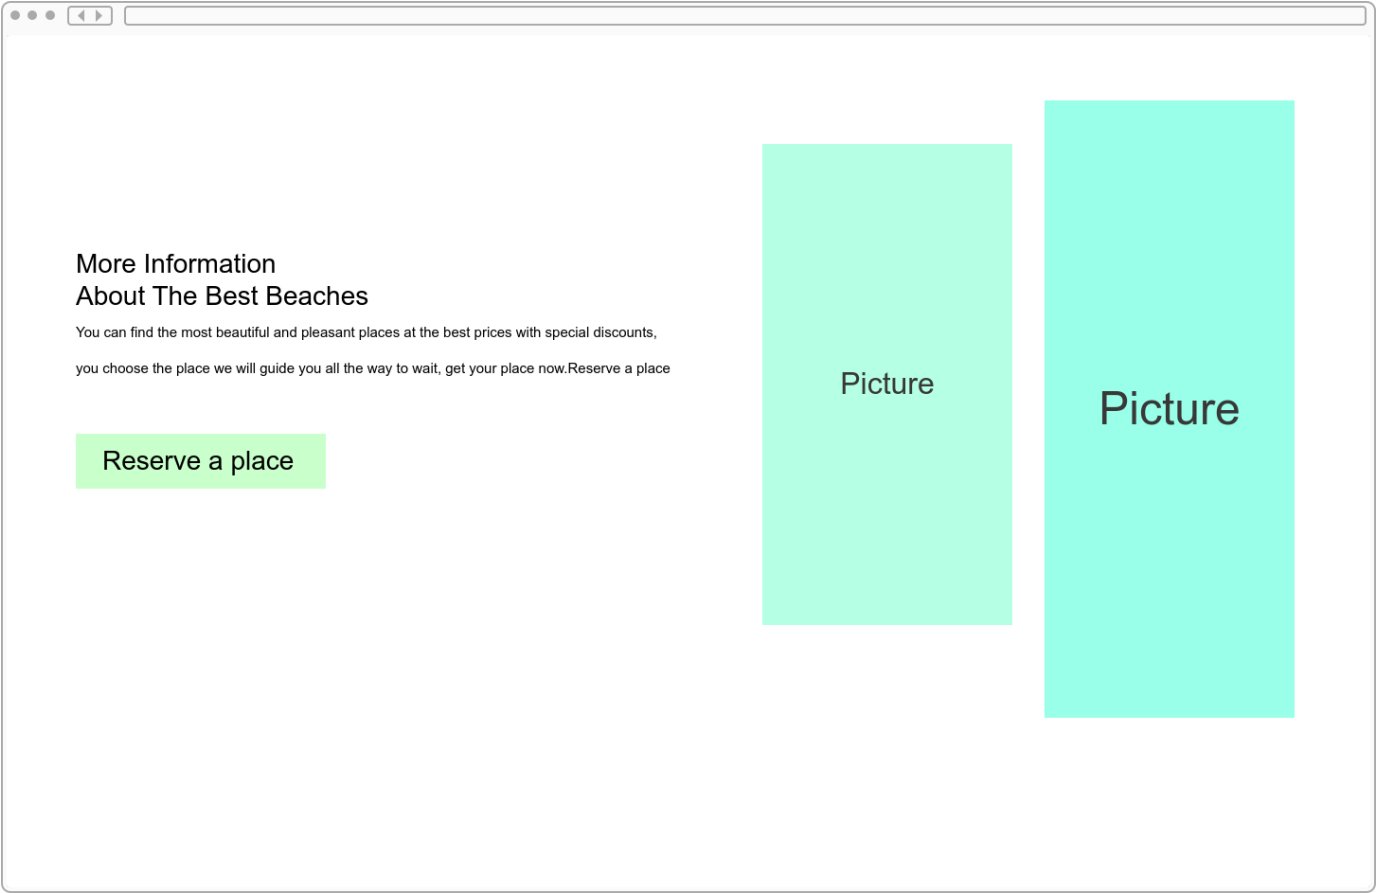 More Information
About The Best Beaches
You can find the most beautiful and pleasant places at the best prices with special discounts,
you choose the place we will guide you all the way to wait, get your place now.Reserve a place
Reserve a place
Picture
Picture